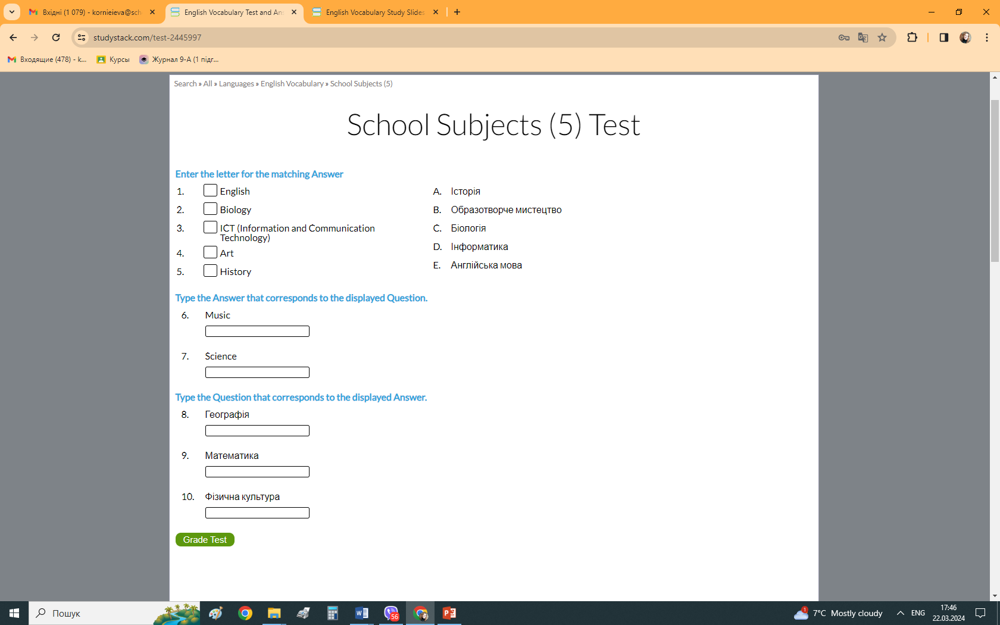 Вхідні (1 079) - kornieieva@sch
English Vocabulary Test and An
English Vocabulary Study Slides
studystack.com/test-2445997
Входящие (478) - k...
Курсы
Журнал 9-А (1 підг...
Search » All » Languages » English Vocabulary » School Subjects (5)
School Subjects (5) Test
Enter the letter for the matching Answer
1. English
2. Biology
3. ICT (Information and Communication
Technology)
4. Art
5. History
A. Історія
B. Образотворче мистецтво
C. Біологія
D. Інформатика
E. Англійська мова
Type the Answer that corresponds to the displayed Question.
6. Music
7. Science
Type the Question that corresponds to the displayed Answer.
8. Географія
9. Математика
10. Фізична культура
Grade Test
Пошук
56
1
7°C Mostly cloudy
ENG
17:46
22.03.2024